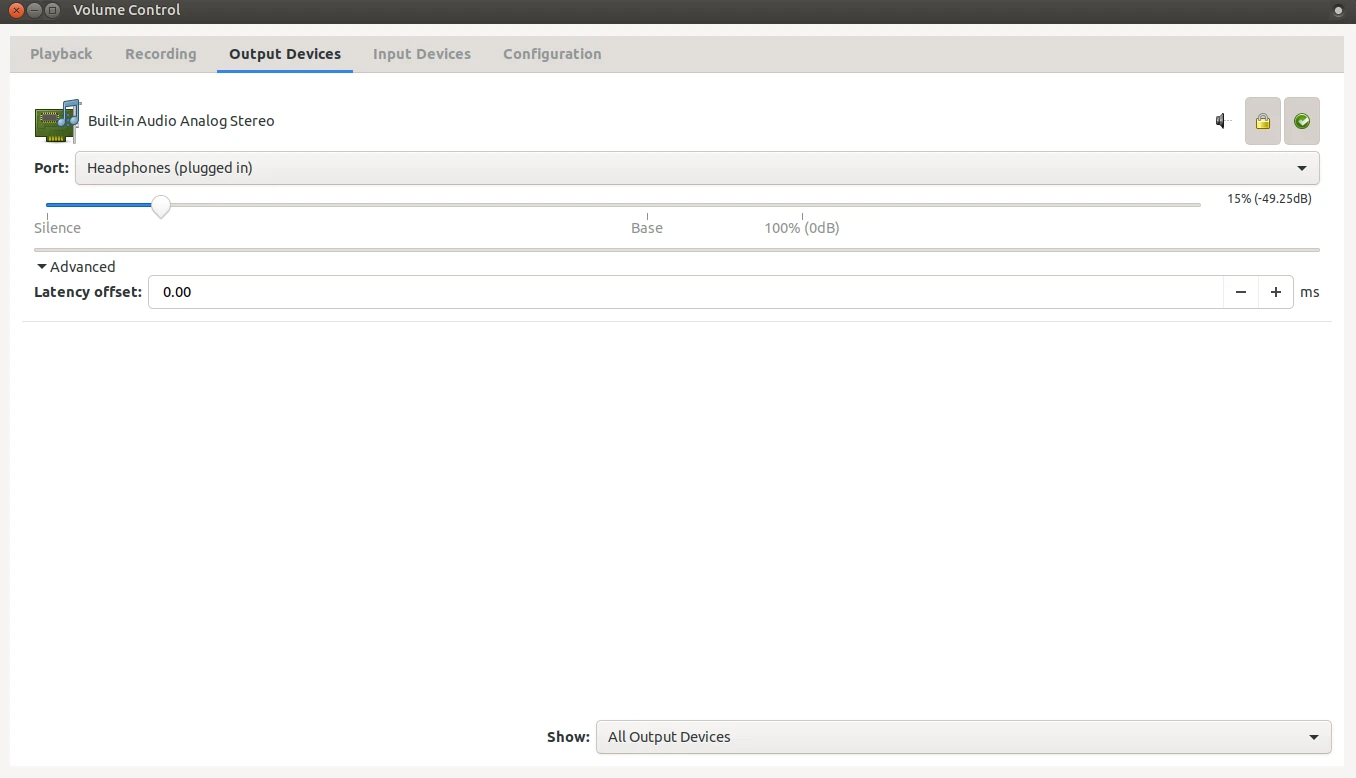 Volume Control
Playback Recording Output Devices Input Devices Configuration
Built-in Audio Analog Stereo
Port: Headphones (plugged in)
15% (-49.25dB)
Silence Base 100% (0dB)
Advanced
Latency offset: 0.00 ms
Show: All Output Devices